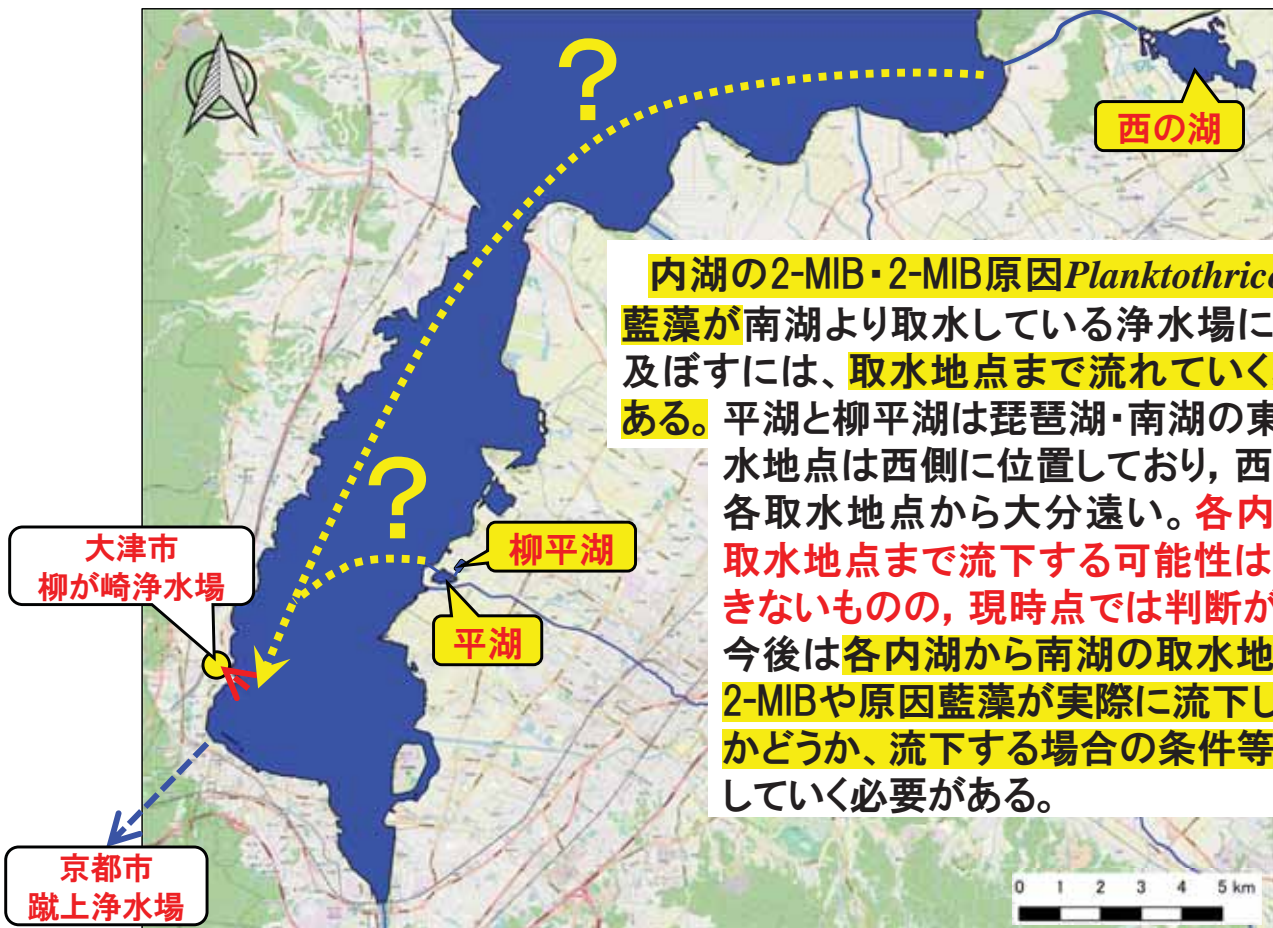 ?
西の湖
内湖の2-MIB・2-MIB原因Planktothric
藍藻が南湖より取水している浄水場に
及ぼすには、取水地点まで流れていく
ある。平湖と柳平湖は琵琶湖・南湖の東
水地点は西側に位置しており, 西
各取水地点から大分遠い。各内
取水地点まで流下する可能性は
きないものの, 現時点では判断が
今後は各内湖から南湖の取水地
2-MIBや原因藍藻が実際に流下し
かどうか、流下する場合の条件等
していく必要がある。
?
柳平湖
平湖
大津市
柳が崎浄水場
京都市
蹴上浄水場
0 1 2 3 4 5 km